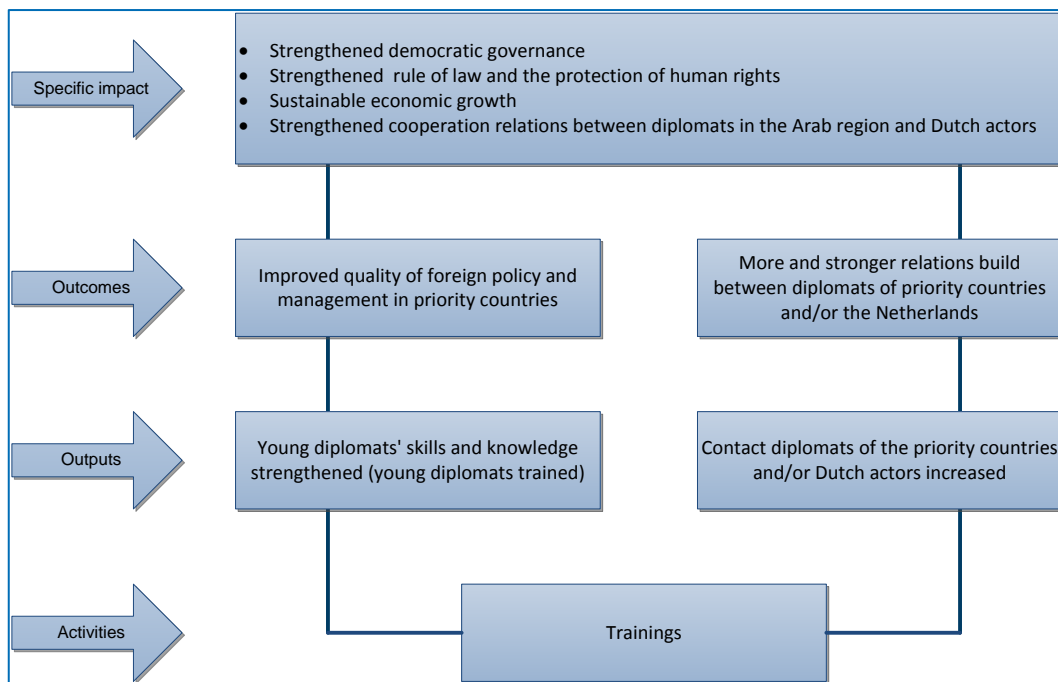 Specific impact
• Strengthened democratic governance
• Strengthened rule of law and the protection of human rights
• Sustainable economic growth
• Strengthened cooperation relations between diplomats in the Arab region and Dutch actors
Outcomes
Improved quality of foreign policy and
management in priority countries
More and stronger relations build
between diplomats of priority countries
and/or the Netherlands
Outputs
Young diplomats' skills and knowledge
strengthened (young diplomats trained)
Contact diplomats of the priority countries
and/or Dutch actors increased
Activities
Trainings